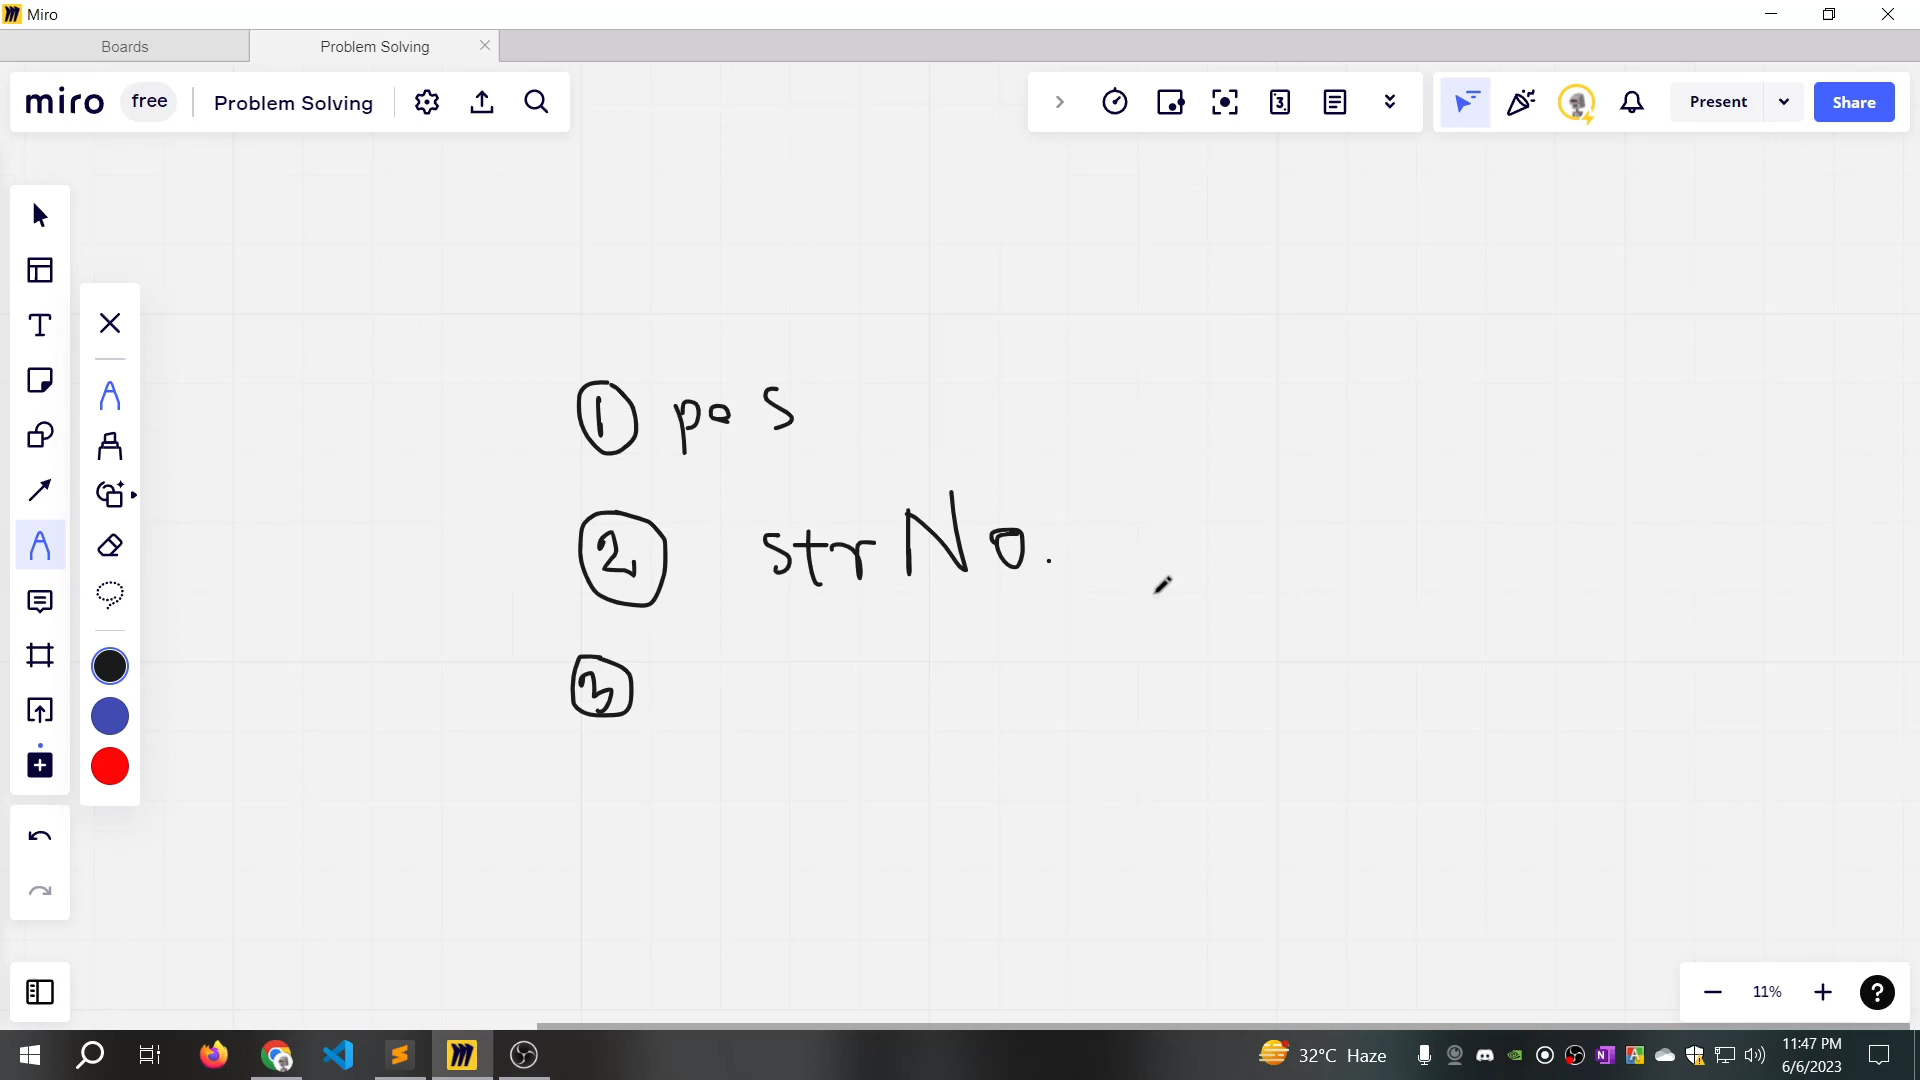 Miro
Boards
Problem Solving
miro
free
Problem Solving
Present
Share
① pos
② strNo.
③
11%
32°C Haze
11:47 PM
6/6/2023